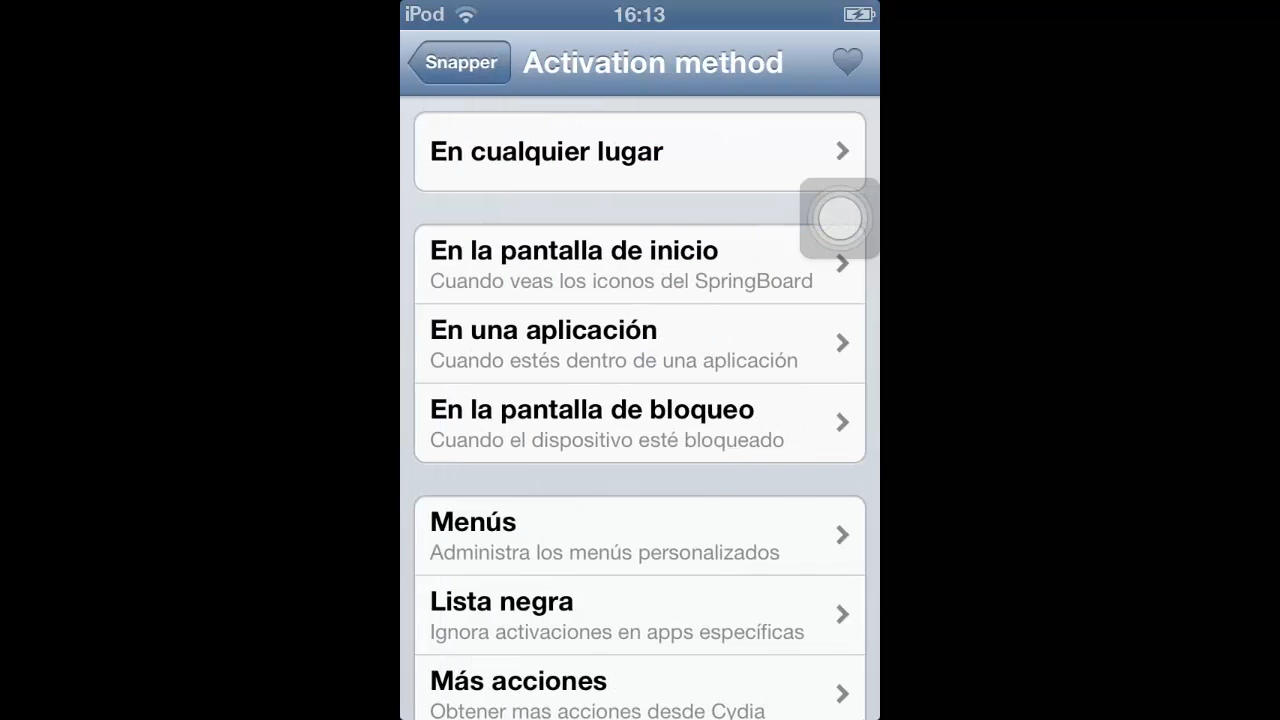 iPod 16:13
Snapper Activation method
En cualquier lugar
En la pantalla de inicio
Cuando veas los iconos del SpringBoard
En una aplicación
Cuando estés dentro de una aplicación
En la pantalla de bloqueo
Cuando el dispositivo esté bloqueado
Menús
Administra los menús personalizados
Lista negra
Ignora activaciones en apps específicas
Más acciones
Obtener mas acciones desde Cydia